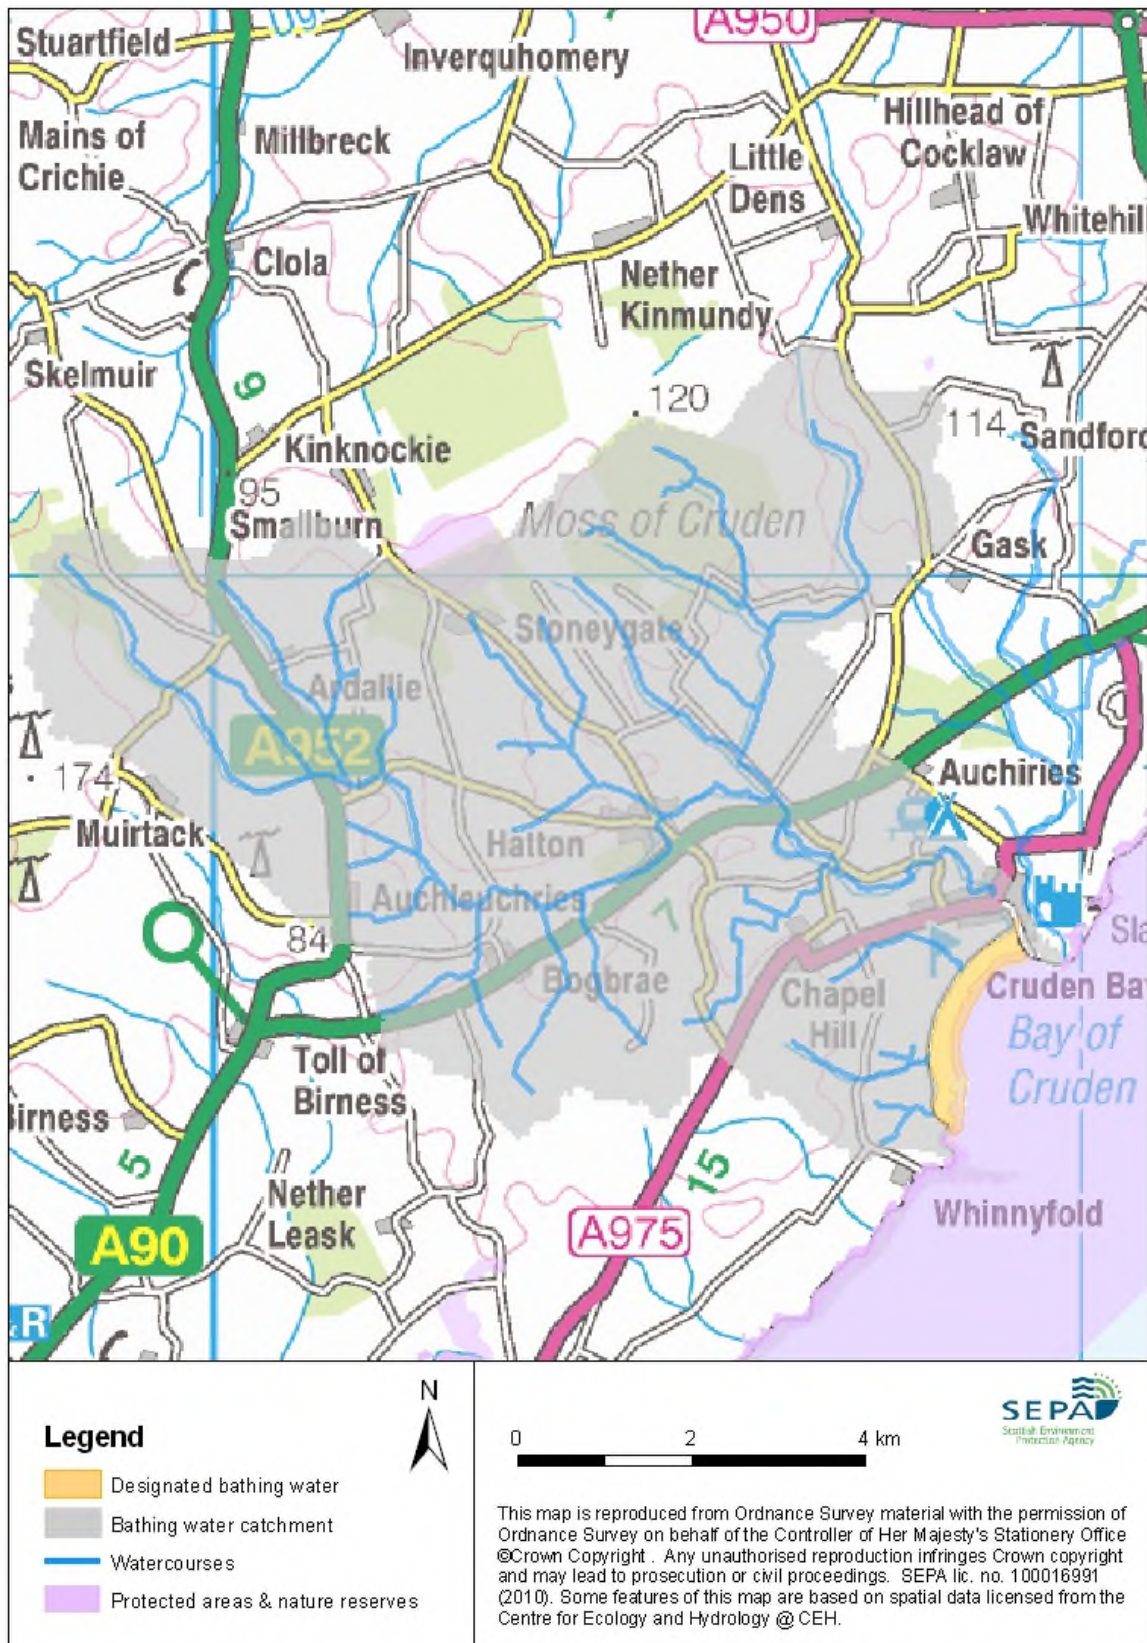 A950
Stuartfield
Inverquhomery
Hillhead of
Cocklaw
Mains of
Crichie
Millbreck
Little
Dens
Whitehil
Clola
Nether
Kinmundy
Skelmuir
9
120
114
Sandford
Kinknockie
95
Smallburn
Moss of Cruden
Gask
Stoneygate
Ardallie
A952
174
Auchiries
Muirtack
Hatton
Auchleuchries
7
84
Sla
Bogbrae
Chapel
Hill
Cruden Bay
Bay of
Cruden
Toll of
Birness
Birness
5
15
Nether
Leask
Whinnyfold
A90
A975
&R
Legend
Designated bathing water
Bathing water catchment
Watercourses
Protected areas & nature reserves
N
0 2 4 km
SEPA
Scottish Environment
Protection Agency
This map is reproduced from Ordnance Survey material with the permission of
Ordnance Survey on behalf of the Controller of Her Majesty's Stationery Office
©Crown Copyright . Any unauthorised reproduction infringes Crown copyright
and may lead to prosecution or civil proceedings. SEPA lic. no. 100016991
(2010). Some features of this map are based on spatial data licensed from the
Centre for Ecology and Hydrology @ CEH.